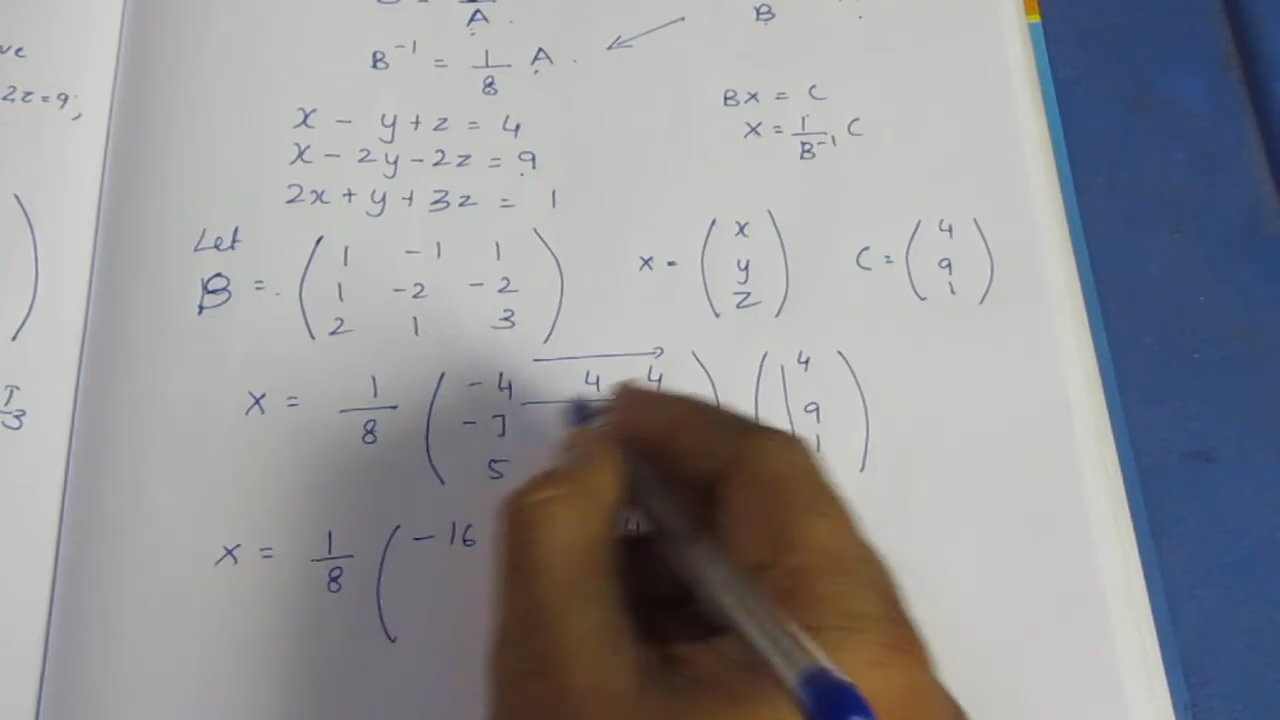 A .
B
ve
B⁻¹ = 1/8 A .
2z=9;
Bx = C
x - y+z = 4
x = 1/B⁻¹ C
x - 2y - 2z = 9
2x + y + 3z = 1
Let
B = . ( 1 -1 1
1 -2 -2
2 1 3 )
x = ( x
y
z )
C = ( 4
9
1 )
x = 1/8 ( -4 4 4
5 ) ( 4
9
1 )
3
x = 1/8 ( -16
4